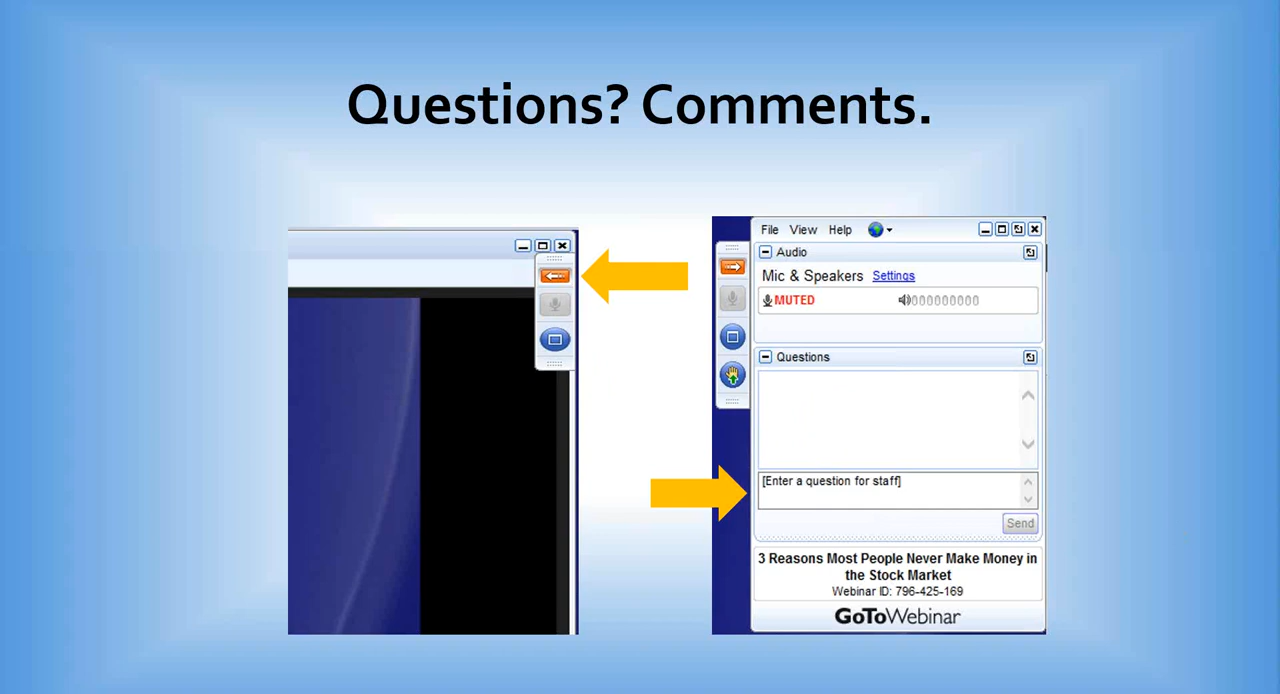 Questions? Comments.
File View Help
Audio
Mic & Speakers Settings
MUTED
Questions
[Enter a question for staff]
Send
3 Reasons Most People Never Make Money in
the Stock Market
Webinar ID: 796-425-169
GoToWebinar